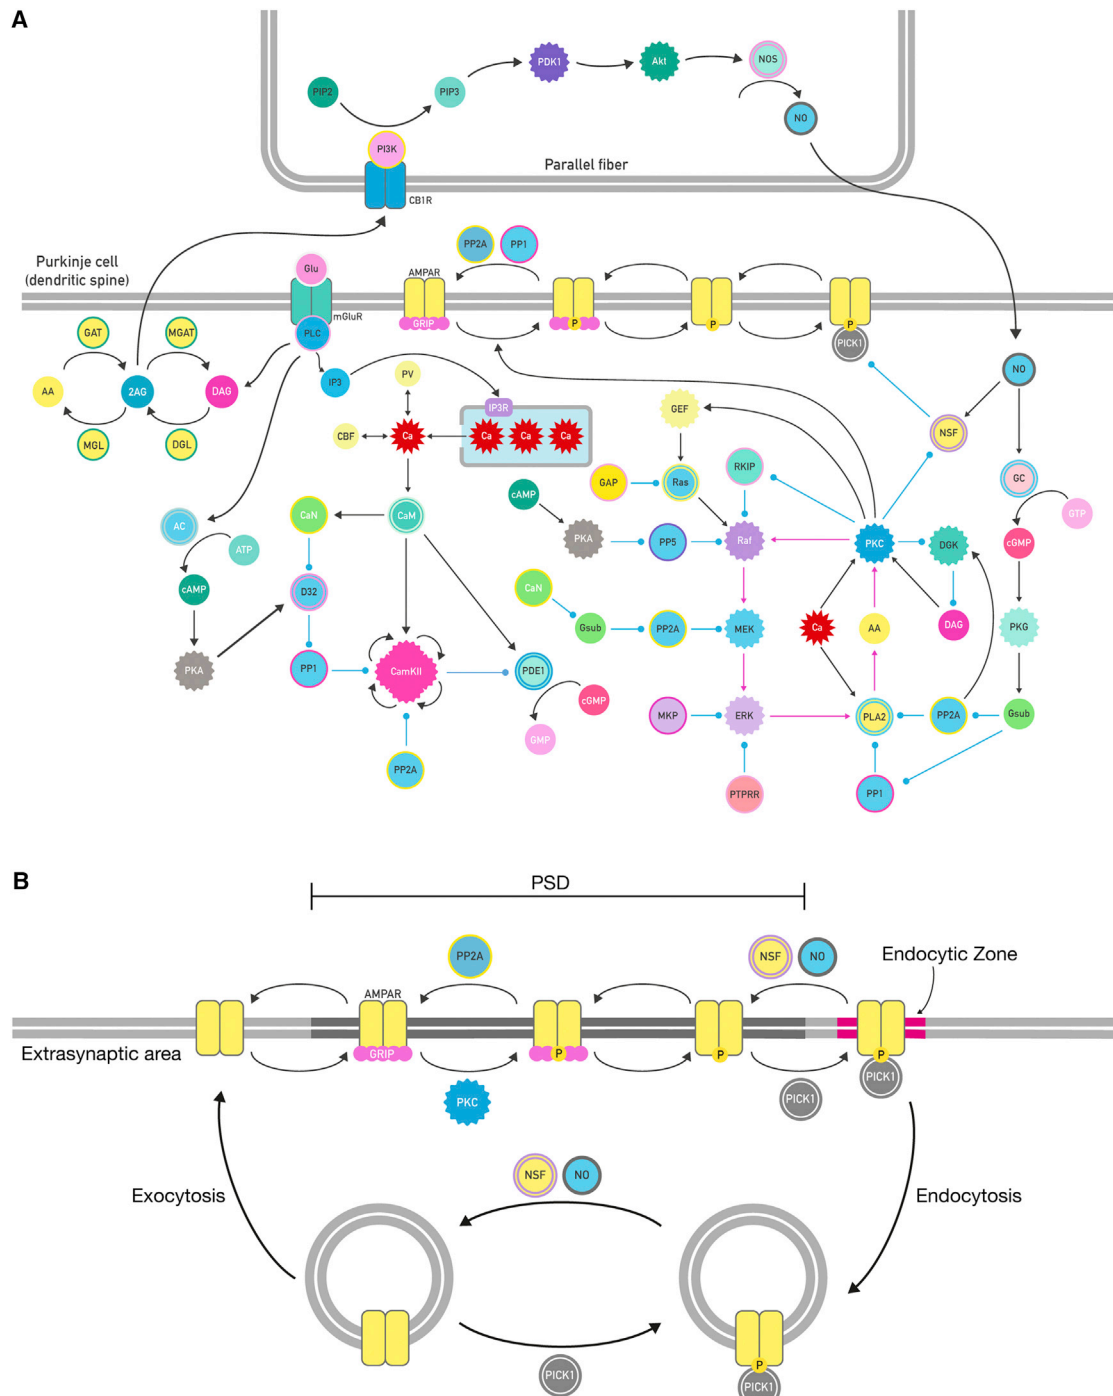 A
PDK1
Akt
NOS
PIP2
PIP3
NO
PI3K
Parallel fiber
CB1R
PP2A
PP1
Purkinje cell
(dendritic spine)
Glu
AMPAR
mGluR
GRIP
P
P
P
PLC
PICK1
GAT
MGAT
AA
2AG
DAG
IP3
PV
NO
MGL
DGL
IP3R
GEF
NSF
CBF
Ca
Ca
Ca
Ca
GAP
Ras
RKIP
GC
cAMP
GTP
AC
CaN
CaM
ATP
PKA
PP5
Raf
PKC
DGK
cGMP
cAMP
D32
CaN
Gsub
PP2A
MEK
Ca
AA
DAG
PKG
PKA
PP1
CamKII
PDE1
cGMP
GMP
MKP
ERK
PLA2
PP2A
Gsub
PP2A
PTPRR
PP1
B
PSD
PP2A
NSF
NO
Endocytic Zone
AMPAR
GRIP
P
P
P
Extrasynaptic area
PICK1
PKC
PICK1
NSF
NO
Exocytosis
Endocytosis
P
PICK1
PICK1